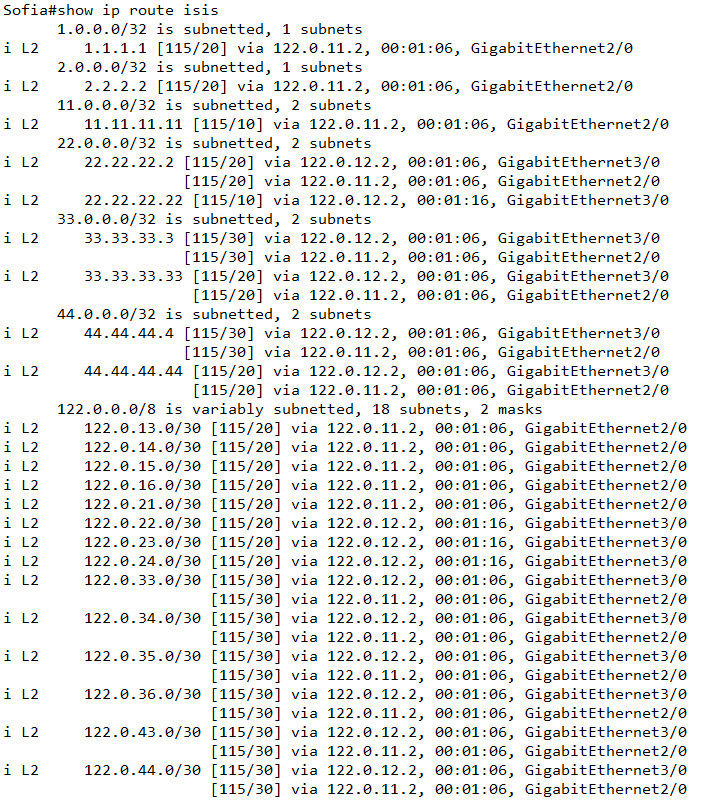 Sofia#show ip route isis
      1.0.0.0/32 is subnetted, 1 subnets
i L2     1.1.1.1 [115/20] via 122.0.11.2, 00:01:06, GigabitEthernet2/0
      2.0.0.0/32 is subnetted, 1 subnets
i L2     2.2.2.2 [115/20] via 122.0.11.2, 00:01:06, GigabitEthernet2/0
      11.0.0.0/32 is subnetted, 2 subnets
i L2     11.11.11.11 [115/10] via 122.0.11.2, 00:01:06, GigabitEthernet2/0
      22.0.0.0/32 is subnetted, 2 subnets
i L2     22.22.22.2 [115/20] via 122.0.12.2, 00:01:06, GigabitEthernet3/0
                    [115/20] via 122.0.11.2, 00:01:06, GigabitEthernet2/0
i L2     22.22.22.22 [115/10] via 122.0.12.2, 00:01:16, GigabitEthernet3/0
      33.0.0.0/32 is subnetted, 2 subnets
i L2     33.33.33.3 [115/30] via 122.0.12.2, 00:01:06, GigabitEthernet3/0
                    [115/30] via 122.0.11.2, 00:01:06, GigabitEthernet2/0
i L2     33.33.33.33 [115/20] via 122.0.12.2, 00:01:06, GigabitEthernet3/0
                     [115/20] via 122.0.11.2, 00:01:06, GigabitEthernet2/0
      44.0.0.0/32 is subnetted, 2 subnets
i L2     44.44.44.4 [115/30] via 122.0.12.2, 00:01:06, GigabitEthernet3/0
                    [115/30] via 122.0.11.2, 00:01:06, GigabitEthernet2/0
i L2     44.44.44.44 [115/20] via 122.0.12.2, 00:01:06, GigabitEthernet3/0
                     [115/20] via 122.0.11.2, 00:01:06, GigabitEthernet2/0
      122.0.0.0/8 is variably subnetted, 18 subnets, 2 masks
i L2     122.0.13.0/30 [115/20] via 122.0.11.2, 00:01:06, GigabitEthernet2/0
i L2     122.0.14.0/30 [115/20] via 122.0.11.2, 00:01:06, GigabitEthernet2/0
i L2     122.0.15.0/30 [115/20] via 122.0.11.2, 00:01:06, GigabitEthernet2/0
i L2     122.0.16.0/30 [115/20] via 122.0.11.2, 00:01:06, GigabitEthernet2/0
i L2     122.0.21.0/30 [115/20] via 122.0.11.2, 00:01:06, GigabitEthernet2/0
i L2     122.0.22.0/30 [115/20] via 122.0.12.2, 00:01:16, GigabitEthernet3/0
i L2     122.0.23.0/30 [115/20] via 122.0.12.2, 00:01:16, GigabitEthernet3/0
i L2     122.0.24.0/30 [115/20] via 122.0.12.2, 00:01:16, GigabitEthernet3/0
i L2     122.0.33.0/30 [115/30] via 122.0.12.2, 00:01:06, GigabitEthernet3/0
                       [115/30] via 122.0.11.2, 00:01:06, GigabitEthernet2/0
i L2     122.0.34.0/30 [115/30] via 122.0.12.2, 00:01:06, GigabitEthernet3/0
                       [115/30] via 122.0.11.2, 00:01:06, GigabitEthernet2/0
i L2     122.0.35.0/30 [115/30] via 122.0.12.2, 00:01:06, GigabitEthernet3/0
                       [115/30] via 122.0.11.2, 00:01:06, GigabitEthernet2/0
i L2     122.0.36.0/30 [115/30] via 122.0.12.2, 00:01:06, GigabitEthernet3/0
                       [115/30] via 122.0.11.2, 00:01:06, GigabitEthernet2/0
i L2     122.0.43.0/30 [115/30] via 122.0.12.2, 00:01:06, GigabitEthernet3/0
                       [115/30] via 122.0.11.2, 00:01:06, GigabitEthernet2/0
i L2     122.0.44.0/30 [115/30] via 122.0.12.2, 00:01:06, GigabitEthernet3/0
                       [115/30] via 122.0.11.2, 00:01:06, GigabitEthernet2/0